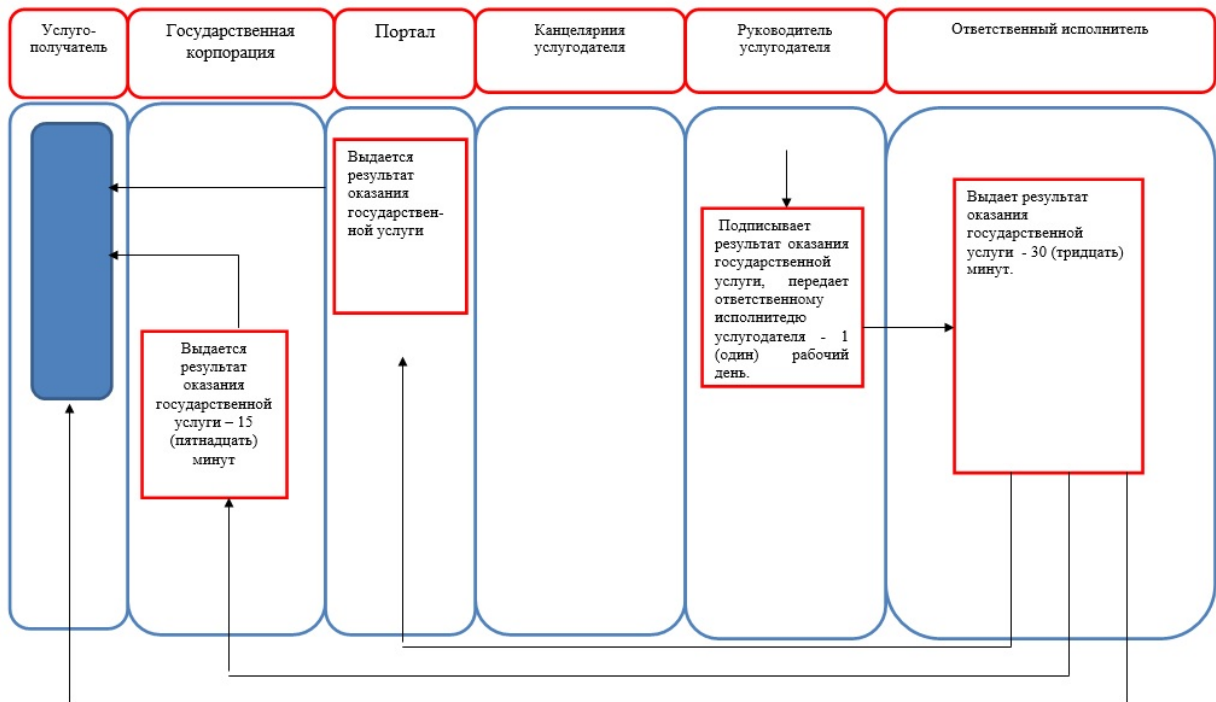 Услуго-
получатель
Государственная
корпорация
Портал
Канцеляриия
услугодателя
Руководитель
услугодателя
Ответственный исполнитель
Выдается
результат
оказания
государствен-
ной услуги
Выдается
результат
оказания
государственной
услуги – 15
(пятнадцать)
минут
Подписывает
результат оказания
государственной
услуги, передает
ответственному
исполнитедю
услугодателя - 1
(один) рабочий
день.
Выдает результат
оказания
государственной
услуги - 30 (тридцать)
минут.